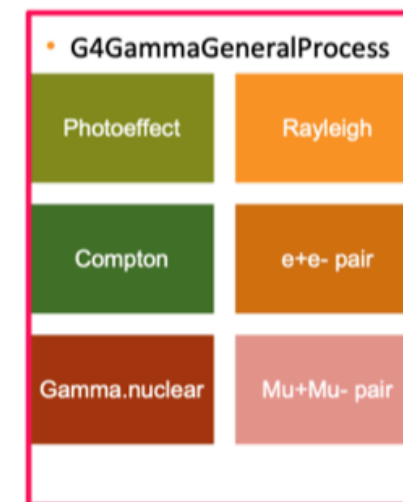 • G4GammaGeneralProcess
Photoeffect
Rayleigh
Compton
e+e- pair
Gamma.nuclear
Mu+Mu- pair